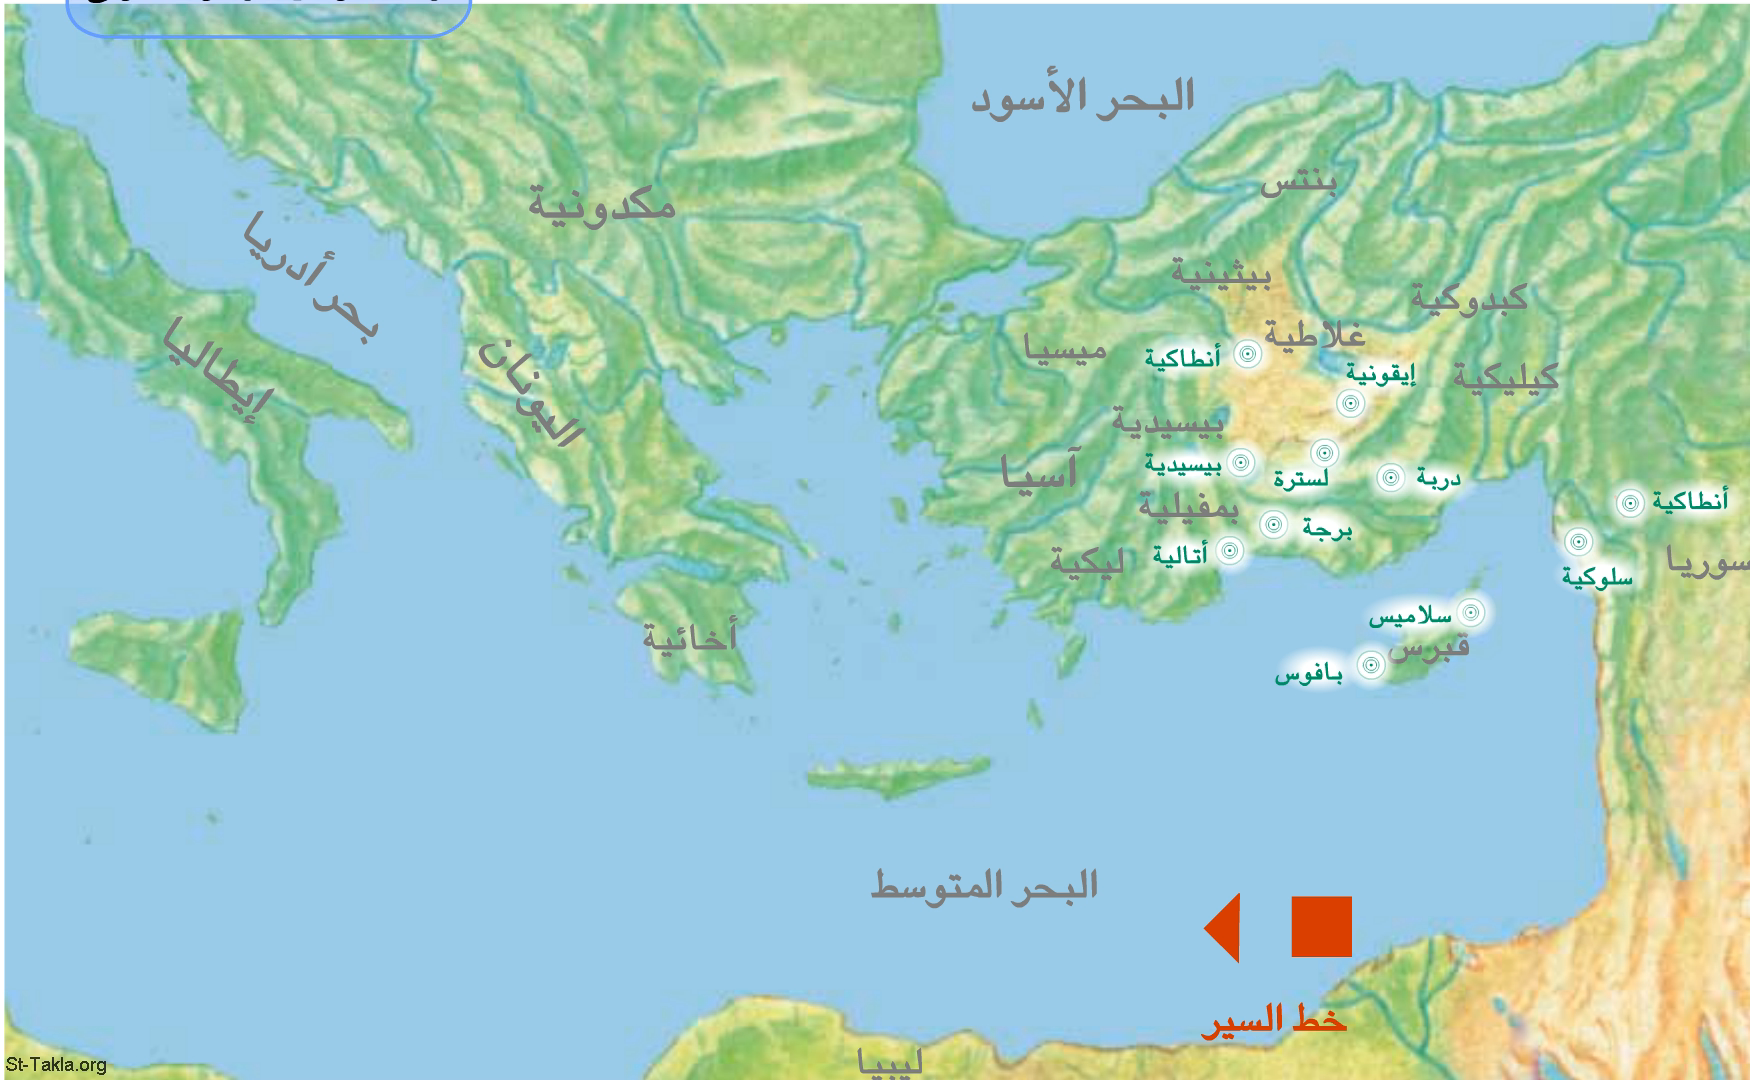 البحر الأسود
بنتس
مكدونية
بحر أدريا
بيثينية
كبدوكية
غلاطية
ميسيا
أنطاكية
إيقونية
كيليكية
إيطاليا
اليونان
بيسيدية
آسيا
بيسيدية
لسترة
دربة
أنطاكية
بمفيلية
برجة
أتالية
ليكية
سوريا
سلوكية
سلاميس
قبرس
بافوس
أخائية
البحر المتوسط
خط السير
ليبيا
St-Takla.org